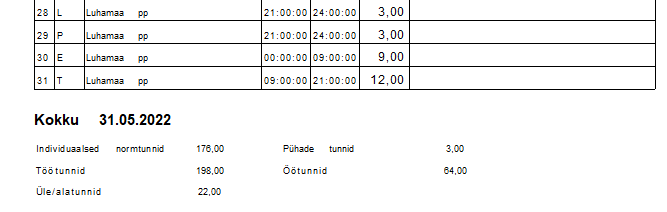 28 L Luhamaa pp 21:00:00 24:00:00 3,00
29 P Luhamaa pp 21:00:00 24:00:00 3,00
30 E Luhamaa pp 00:00:00 09:00:00 9,00
31 T Luhamaa pp 09:00:00 21:00:00 12,00
Kokku 31.05.2022
Individuaalsed normtunnid 176,00 Pühade tunnid 3,00
Töötunnid 198,00 Öötunnid 64,00
Üle/alatunnid 22,00